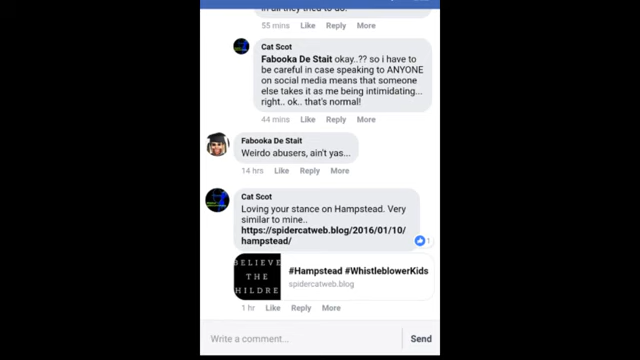 in all they tried to do.
55 mins Like Reply More
Cat Scot
Fabooka De Stait okay..?? so i have to
be careful in case speaking to ANYONE
on social media means that someone
else takes it as me being intimidating...
right.. ok.. that's normal!
44 mins Like Reply More
Fabooka De Stait
Weirdo abusers, ain't yas...
14 hrs Like Reply More
Cat Scot
Loving your stance on Hampstead. Very
similar to mine..
https://spidercatweb.blog/2016/01/10/
hampstead/
1
BELIEVE
THE
HILDRE
#Hampstead #WhistleblowerKids
spidercatweb.blog
1 hr Like Reply More
Write a comment... Send